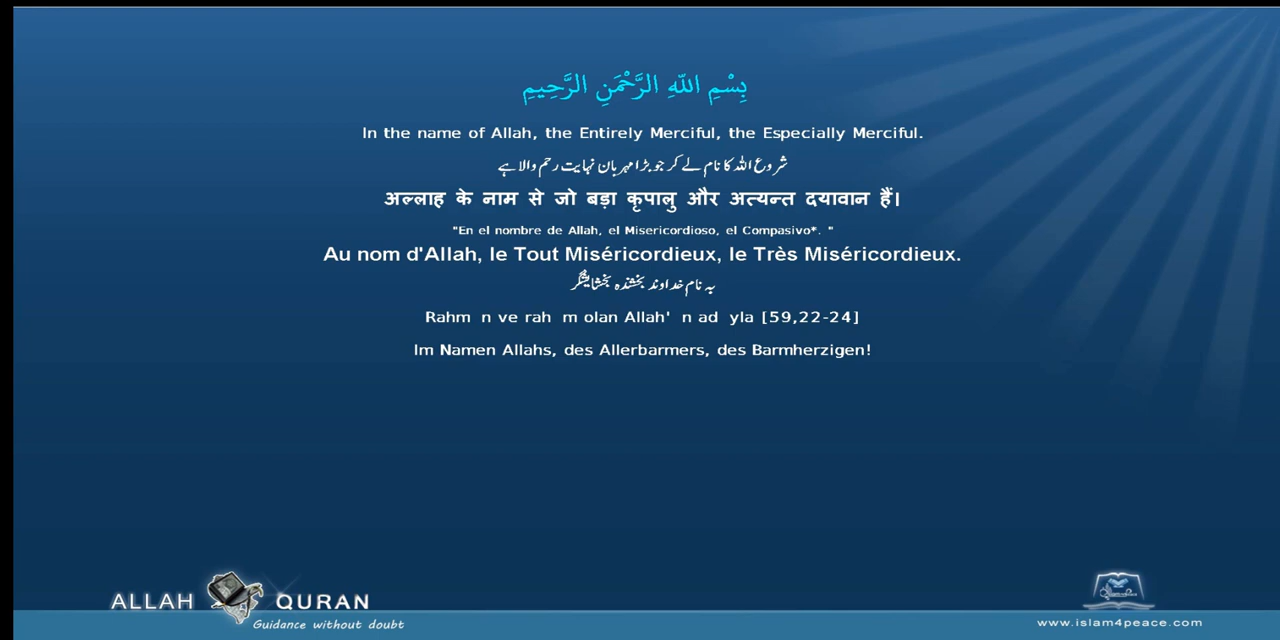 بِسْمِ اللّهِ الرَّحْمَنِ الرَّحِيمِ
In the name of Allah, the Entirely Merciful, the Especially Merciful.
شروع الله کا نام لے کر جو بڑا مہربان نہایت رحم والا ہے
अल्लाह के नाम से जो बड़ा कृपालु और अत्यन्त दयावान हैं।
"En el nombre de Allah, el Misericordioso, el Compasivo*. "
Au nom d'Allah, le Tout Miséricordieux, le Très Miséricordieux.
به نام خداوند بخشنده بخشایشگر
Rahm n ve rah m olan Allah' n ad yla [59,22-24]
Im Namen Allahs, des Allerbarmers, des Barmherzigen!
ALLAH QURAN
Guidance without doubt
www.islam4peace.com